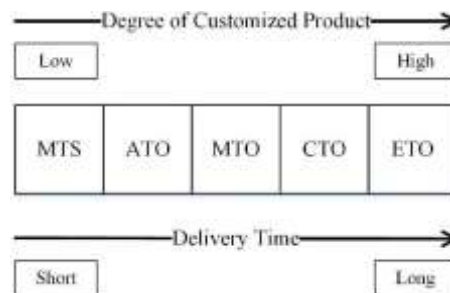 Degree of Customized Product
Low High
MTS ATO MTO CTO ETO
Delivery Time
Short Long